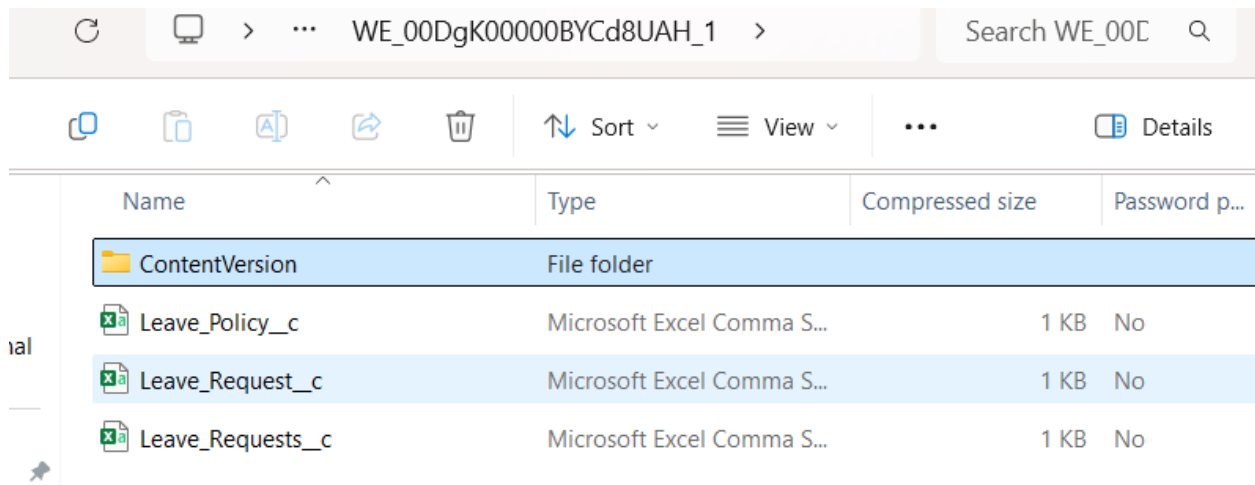 WE_00DgK00000BYCd8UAH_1
Search WE_00D
Sort
View
Details
Name Type Compressed size Password p...
ContentVersion File folder
Leave_Policy__c Microsoft Excel Comma S... 1 KB No
nal
Leave_Request__c Microsoft Excel Comma S... 1 KB No
Leave_Requests__c Microsoft Excel Comma S... 1 KB No